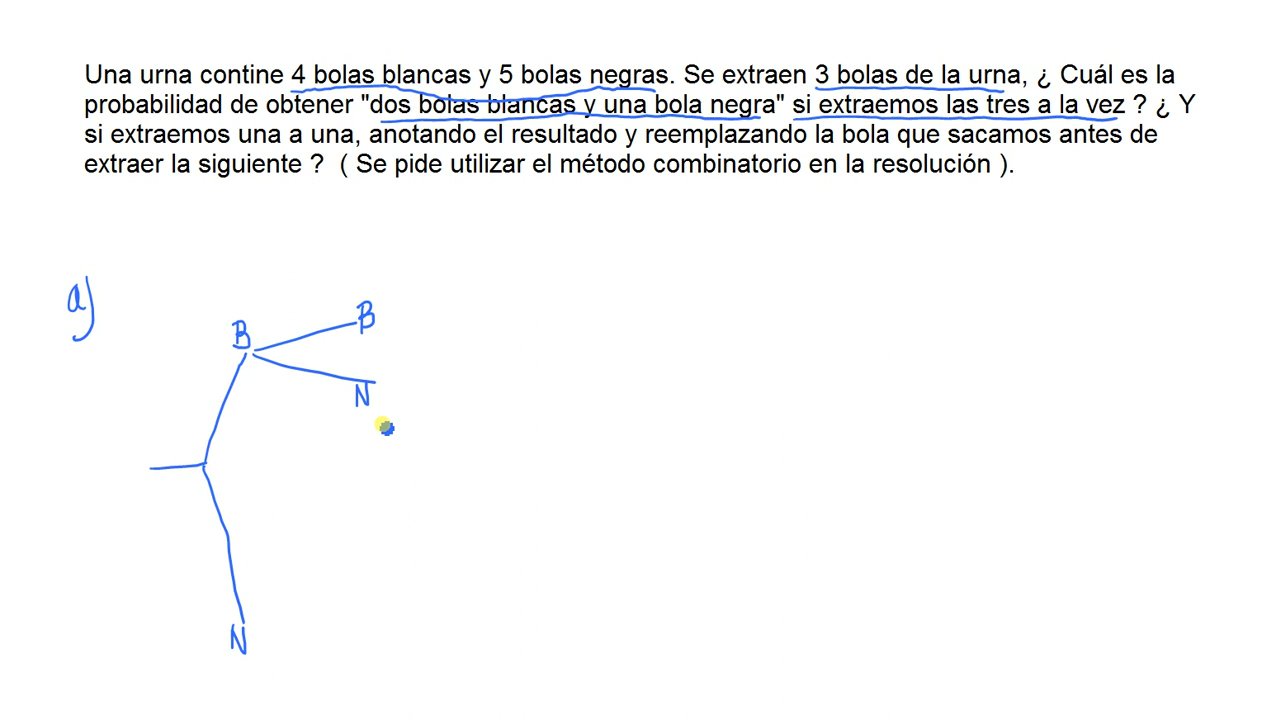 Una urna contine 4 bolas blancas y 5 bolas negras. Se extraen 3 bolas de la urna, ¿ Cuál es la
probabilidad de obtener "dos bolas blancas y una bola negra" si extraemos las tres a la vez ? ¿ Y
si extraemos una a una, anotando el resultado y reemplazando la bola que sacamos antes de
extraer la siguiente ? ( Se pide utilizar el método combinatorio en la resolución ).
a)
B
B
N
N